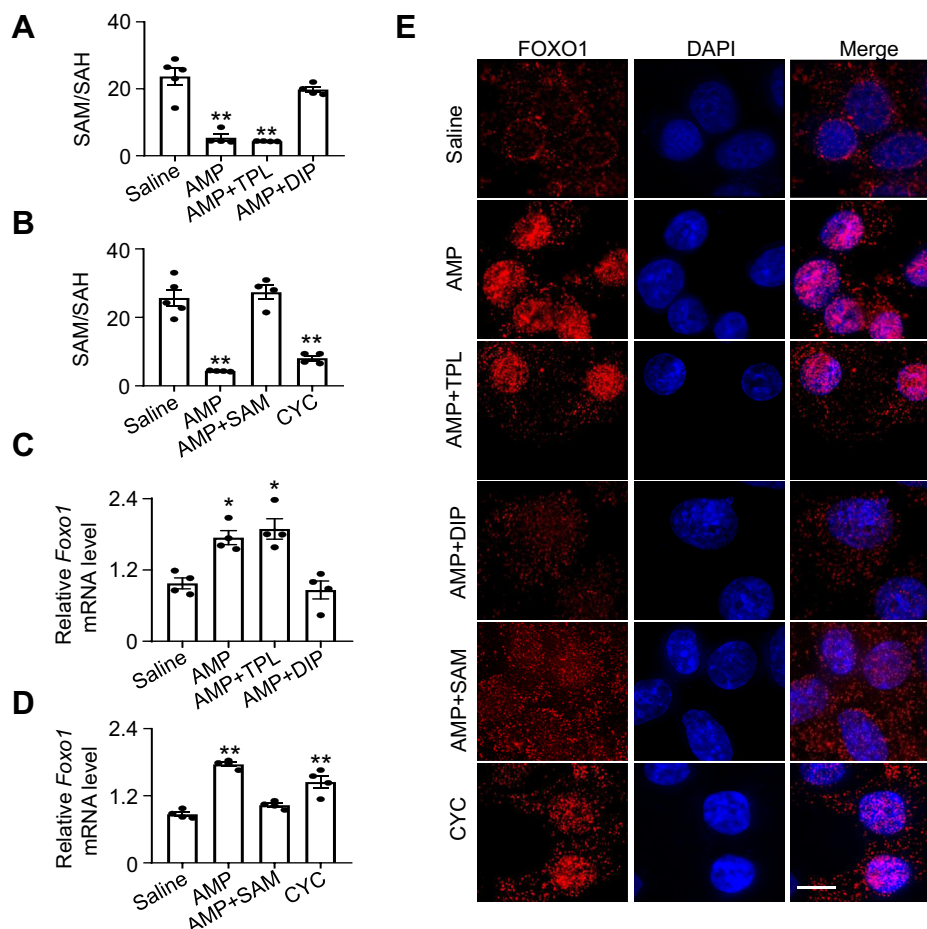 A
SAM/SAH
40
20
0
**
**
Saline
AMP
AMP+TPL
AMP+DIP
B
SAM/SAH
40
20
0
**
**
Saline
AMP
AMP+SAM
CYC
C
Relative Foxo1
mRNA level
2.4
1.2
0
*
*
Saline
AMP
AMP+TPL
AMP+DIP
D
Relative Foxo1
mRNA level
2.4
1.2
0
**
**
Saline
AMP
AMP+SAM
CYC
E
FOXO1
DAPI
Merge
Saline
AMP
AMP+TPL
AMP+DIP
AMP+SAM
CYC